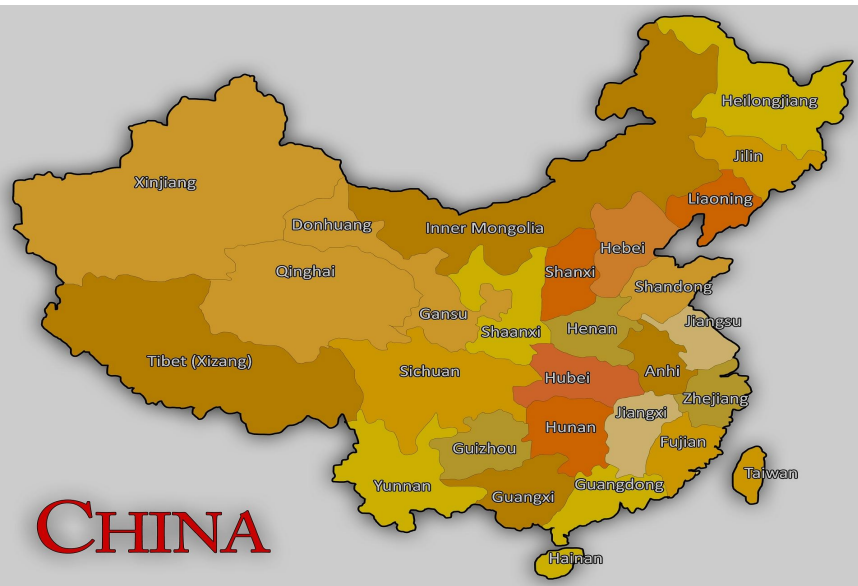 Heilongjiang
Jilin
Xinjiang
Liaoning
Donhuang
Inner Mongolia
Hebei
Qinghai
Shanxi
Shandong
Gansu
Jiangsu
Shaanxi
Henan
Tibet (Xizang)
Sichuan
Hubei
Anhi
Zhejiang
Jiangxi
Hunan
Fujian
Guizhou
Taiwan
Yunnan
Guangxi
Guangdong
CHINA
Hainan